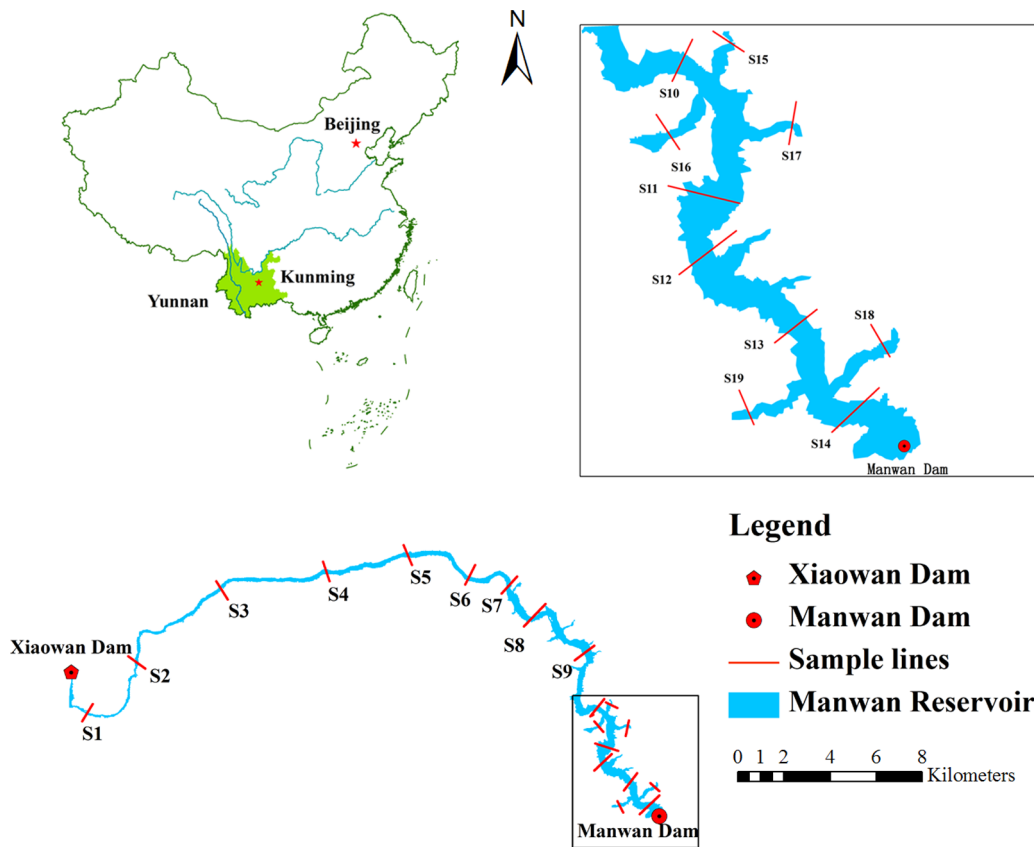 N
Beijing
Kunming
Yunnan
S15
S10
S17
S16
S11
S12
S18
S13
S19
S14
Manwan Dam
Legend
Xiaowan Dam
Manwan Dam
Sample lines
Manwan Reservoir
0 1 2 4 6 8
Kilometers
S5
S4
S6
S7
S3
S8
Xiaowan Dam
S2
S9
S1
Manwan Dam